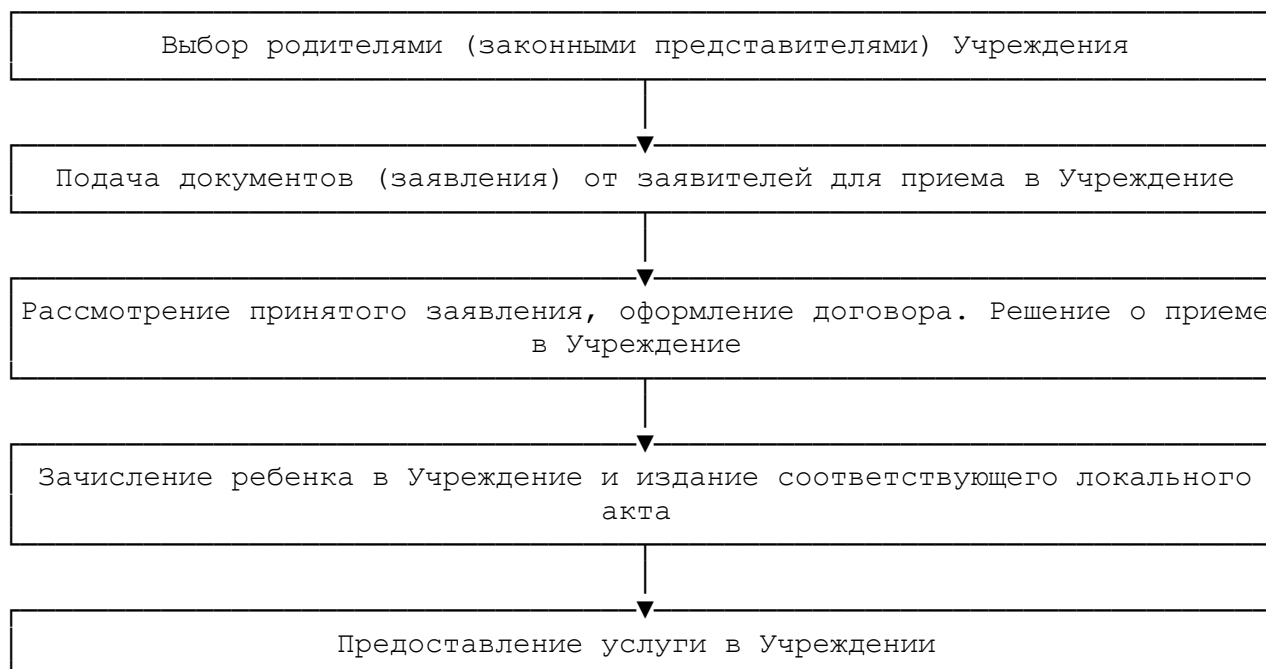 Выбор родителями (законными представителями) Учреждения
Подача документов (заявления) от заявителей для приема в Учреждение
Рассмотрение принятого заявления, оформление договора. Решение о приеме
в Учреждение
Зачисление ребенка в Учреждение и издание соответствующего локального
акта
Предоставление услуги в Учреждении